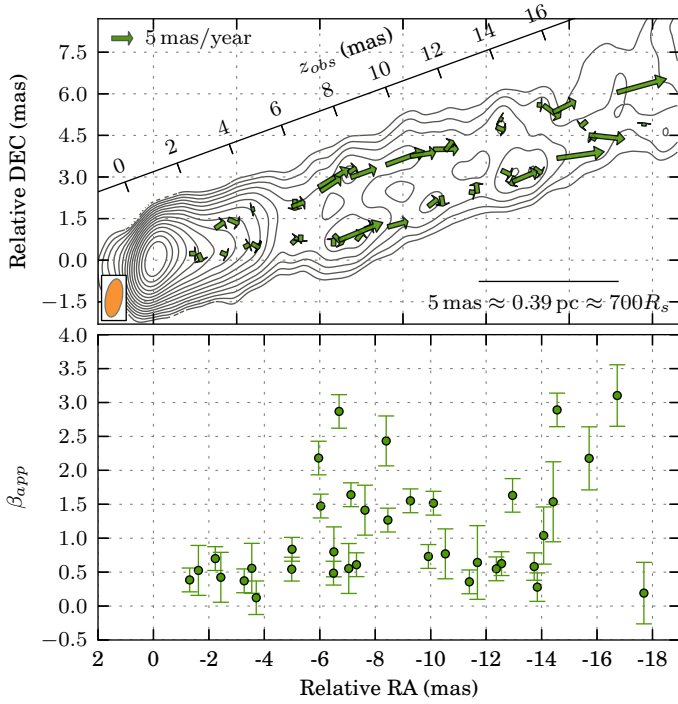 5 mas/year
z_obs (mas)
0 2 4 6 8 10 12 14 16
Relative DEC (mas)
7.5
6.0
4.5
3.0
1.5
0.0
−1.5
5 mas ≈ 0.39 pc ≈ 700R_s
β_app
4.0
3.5
3.0
2.5
2.0
1.5
1.0
0.5
0.0
−0.5
2 0 -2 -4 -6 -8 -10 -12 -14 -16 -18
Relative RA (mas)